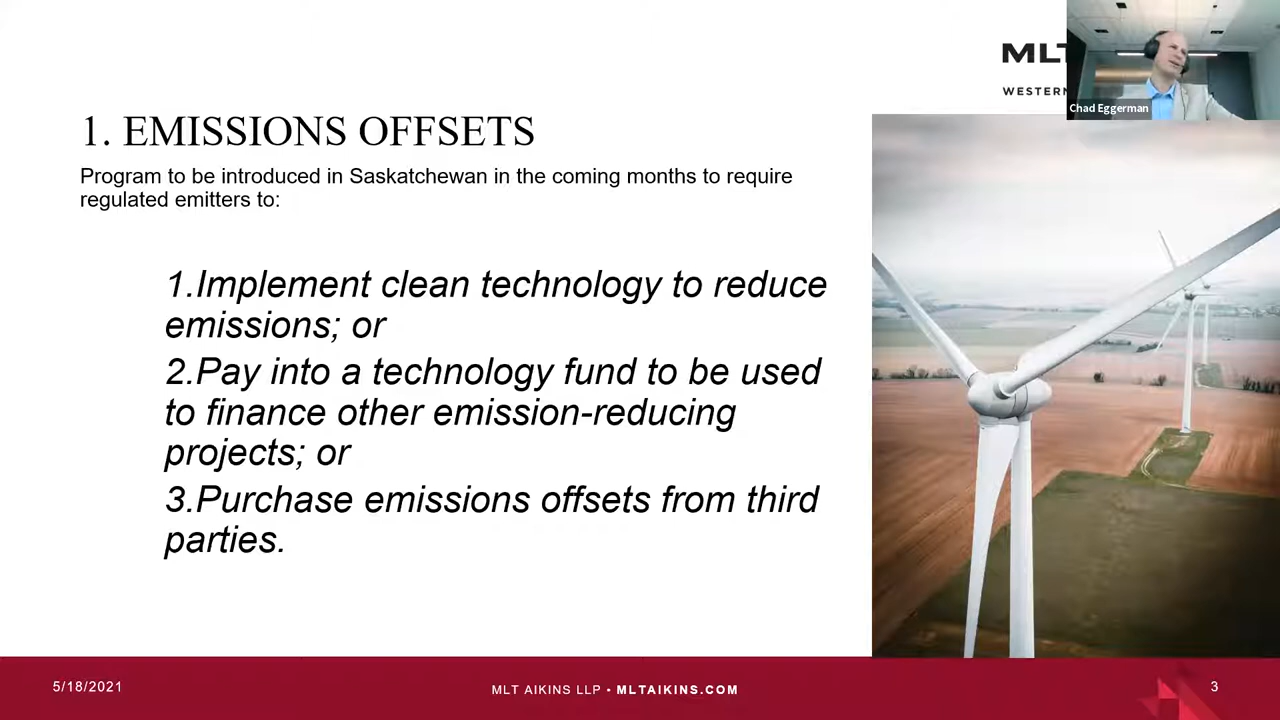 MLT
WESTERN
Chad Eggerman
1. EMISSIONS OFFSETS
Program to be introduced in Saskatchewan in the coming months to require
regulated emitters to:
1.Implement clean technology to reduce
emissions; or
2.Pay into a technology fund to be used
to finance other emission-reducing
projects; or
3.Purchase emissions offsets from third
parties.
5/18/2021
MLT AIKINS LLP • MLTAIKINS.COM
3